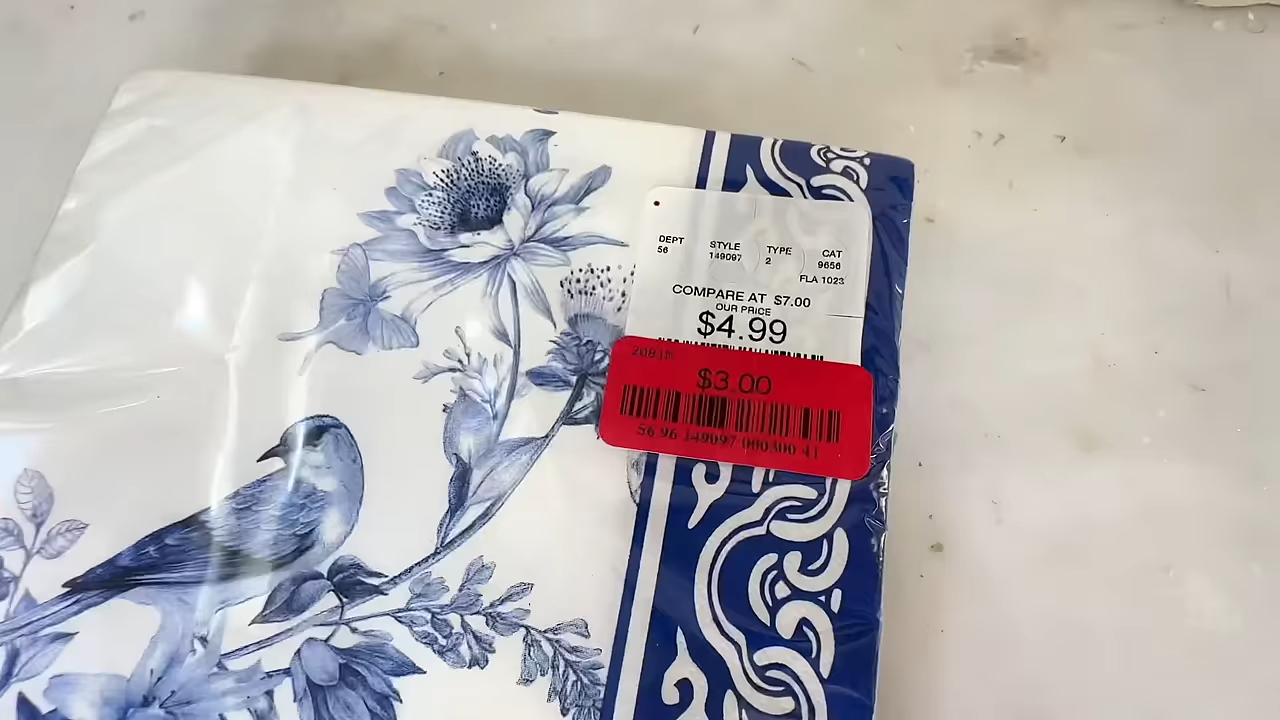 DEPT STYLE TYPE CAT
56 149097 2 9656
FLA 1023
COMPARE AT $7.00
OUR PRICE
$4.99
$3.00
56 96 149097 000300 41